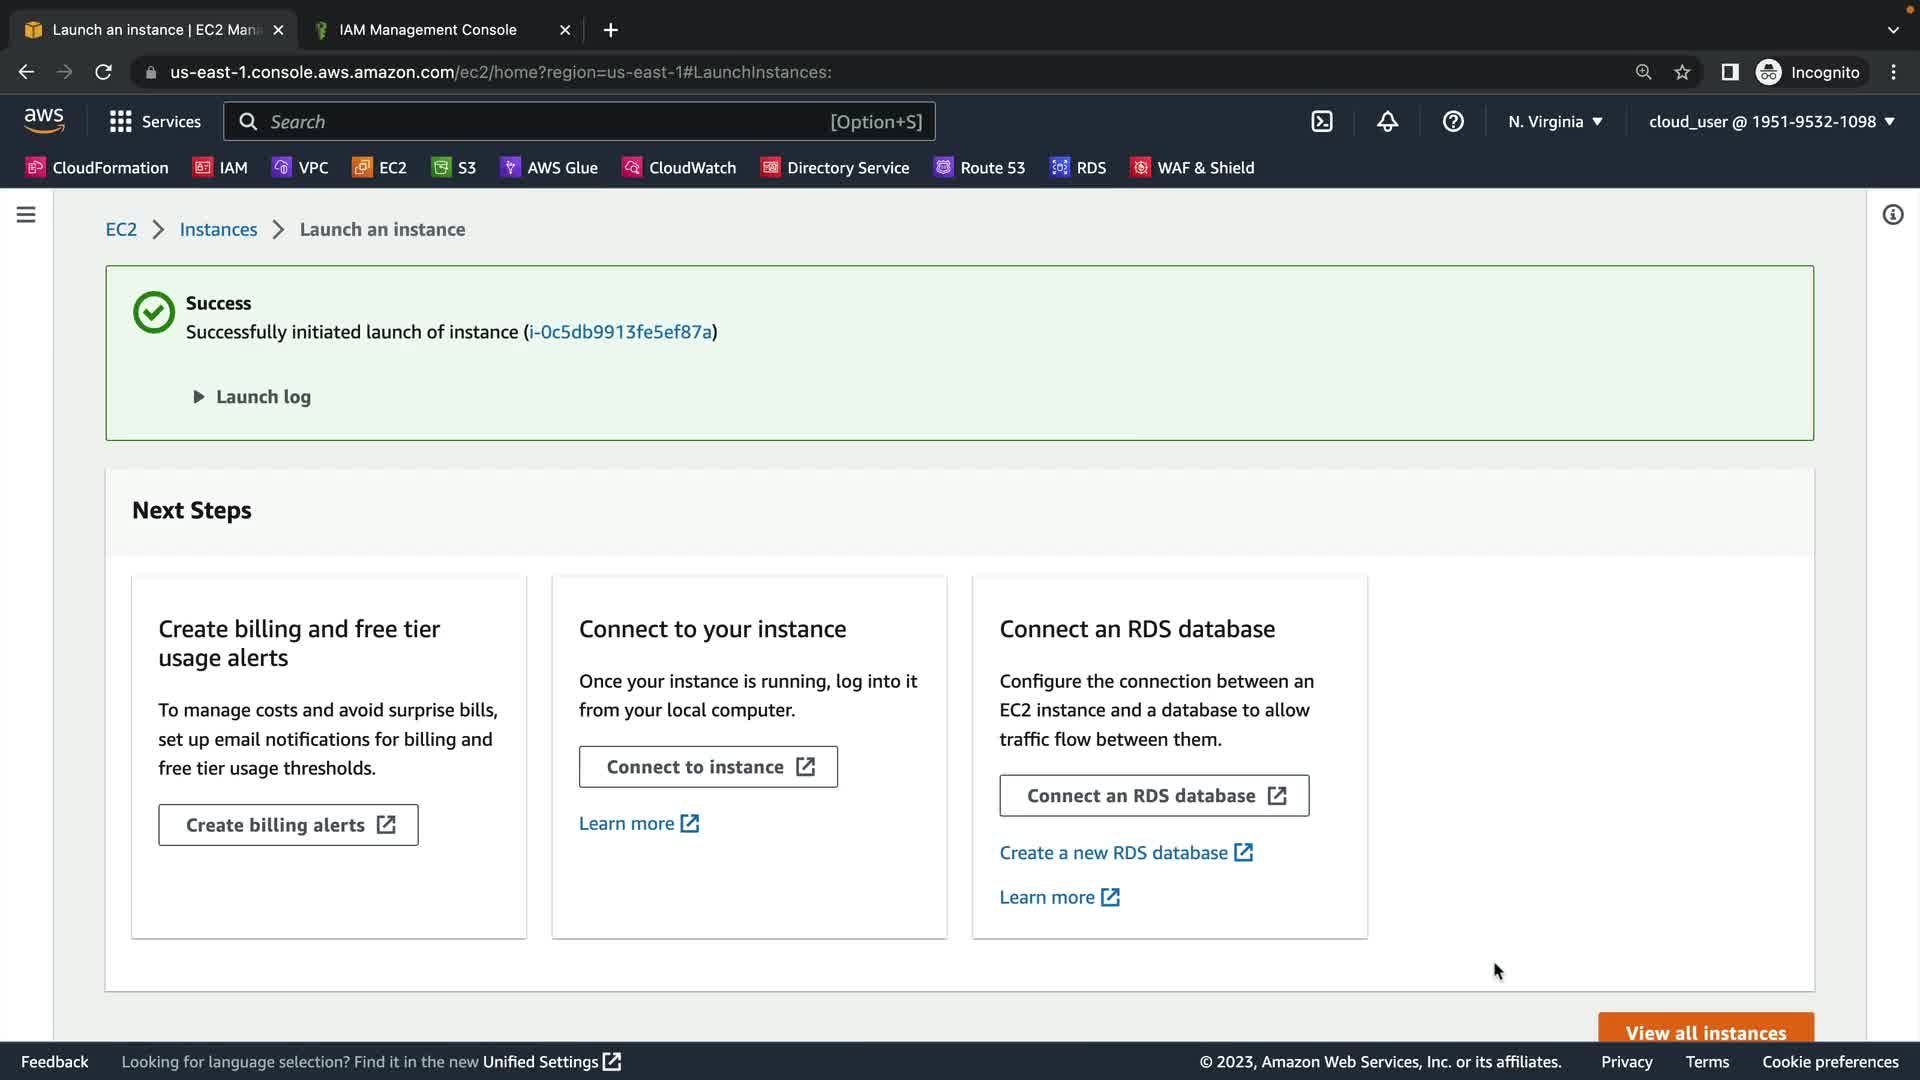 Launch an instance | EC2 Mana
IAM Management Console
us-east-1.console.aws.amazon.com/ec2/home?region=us-east-1#LaunchInstances:
Incognito
aws
Services
Search
[Option+S]
N. Virginia
cloud_user @ 1951-9532-1098
CloudFormation
IAM
VPC
EC2
S3
AWS Glue
CloudWatch
Directory Service
Route 53
RDS
WAF & Shield
EC2
Instances
Launch an instance
Success
Successfully initiated launch of instance (i-0c5db9913fe5ef87a)
Launch log
Next Steps
Create billing and free tier
usage alerts
To manage costs and avoid surprise bills,
set up email notifications for billing and
free tier usage thresholds.
Create billing alerts
Connect to your instance
Once your instance is running, log into it
from your local computer.
Connect to instance
Learn more
Connect an RDS database
Configure the connection between an
EC2 instance and a database to allow
traffic flow between them.
Connect an RDS database
Create a new RDS database
Learn more
View all instances
Feedback
Looking for language selection? Find it in the new Unified Settings
© 2023, Amazon Web Services, Inc. or its affiliates.
Privacy
Terms
Cookie preferences